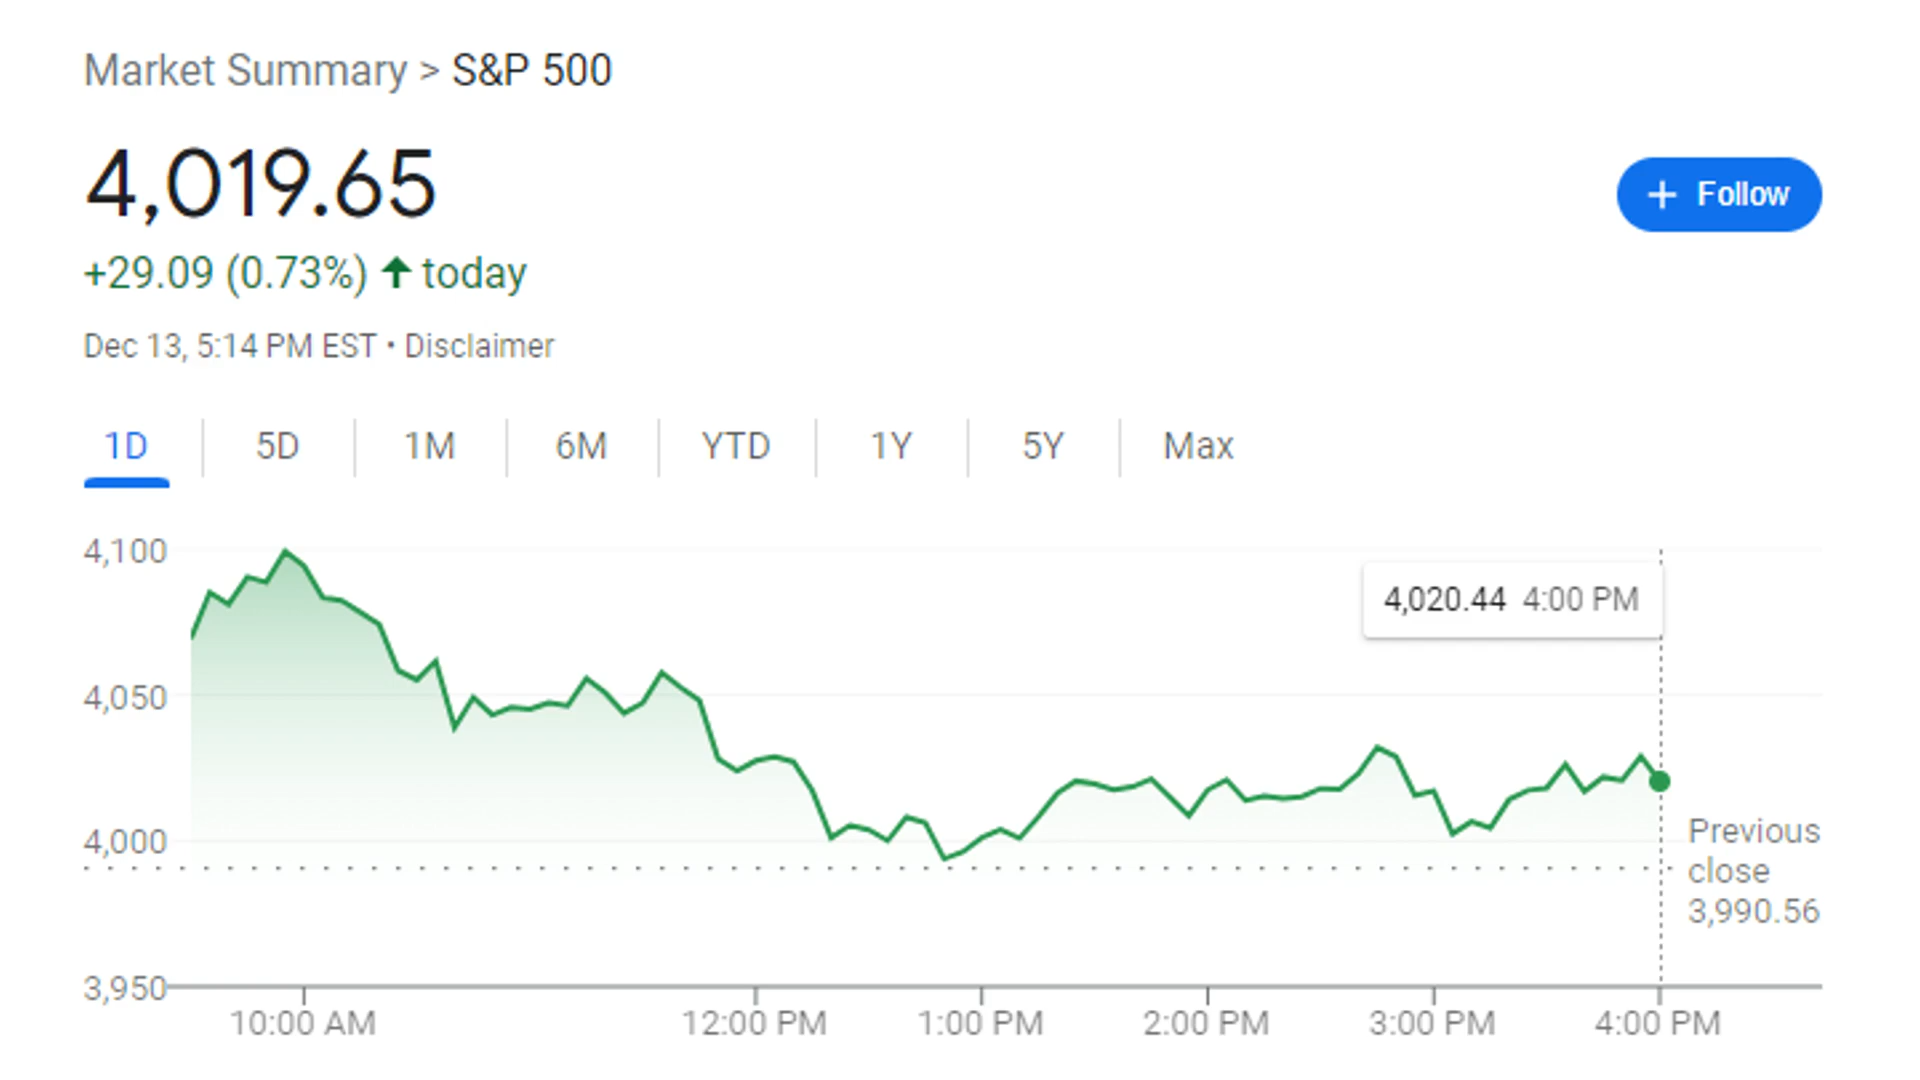 Market Summary > S&P 500
4,019.65
+ Follow
+29.09 (0.73%) ↑ today
Dec 13, 5:14 PM EST • Disclaimer
1D 5D 1M 6M YTD 1Y 5Y Max
4,100
4,020.44 4:00 PM
4,050
4,000
Previous
close
3,990.56
3,950
10:00 AM 12:00 PM 1:00 PM 2:00 PM 3:00 PM 4:00 PM